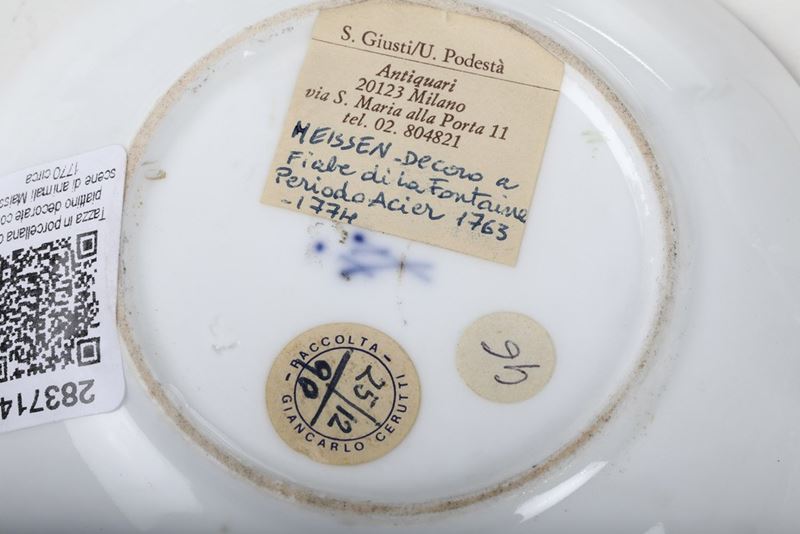 S. Giusti/U. Podestà
Antiquari
20123 Milano
via S. Maria alla Porta 11
tel. 02. 804821
MEISSEN - Decoro a
Fiabe di La Fontaine
Periodo Acier 1763
-1774
Tazza in porcellana
piattino decorate co
scene di animali Meiss
1770 circa
283714
RACCOLTA
GIANCARLO CERUTTI
25/12
90